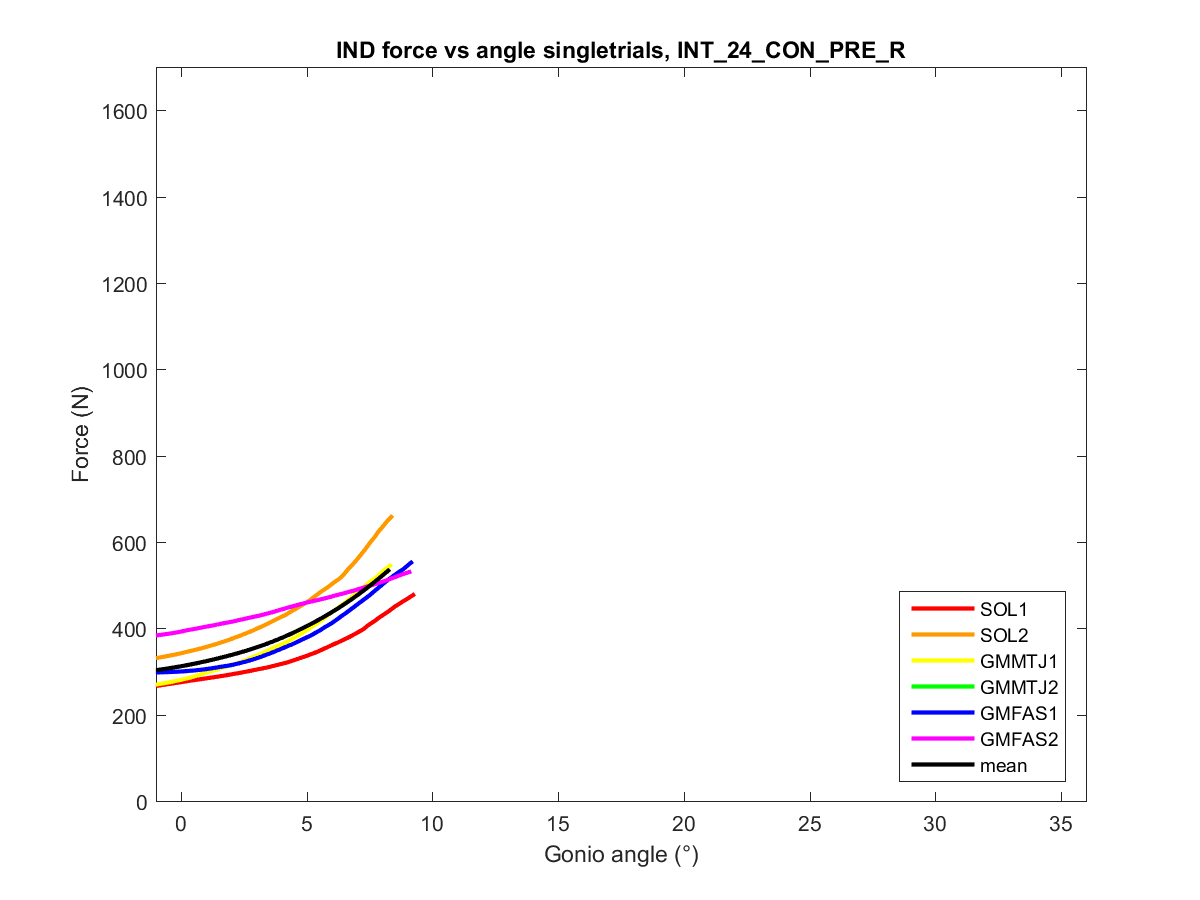 IND force vs angle singletrials, INT_24_CON_PRE_R
1600
1400
1200
1000
800
600
400
200
0
Force (N)
0 5 10 15 20 25 30 35
Gonio angle (°)
SOL1
SOL2
GMMTJ1
GMMTJ2
GMFAS1
GMFAS2
mean